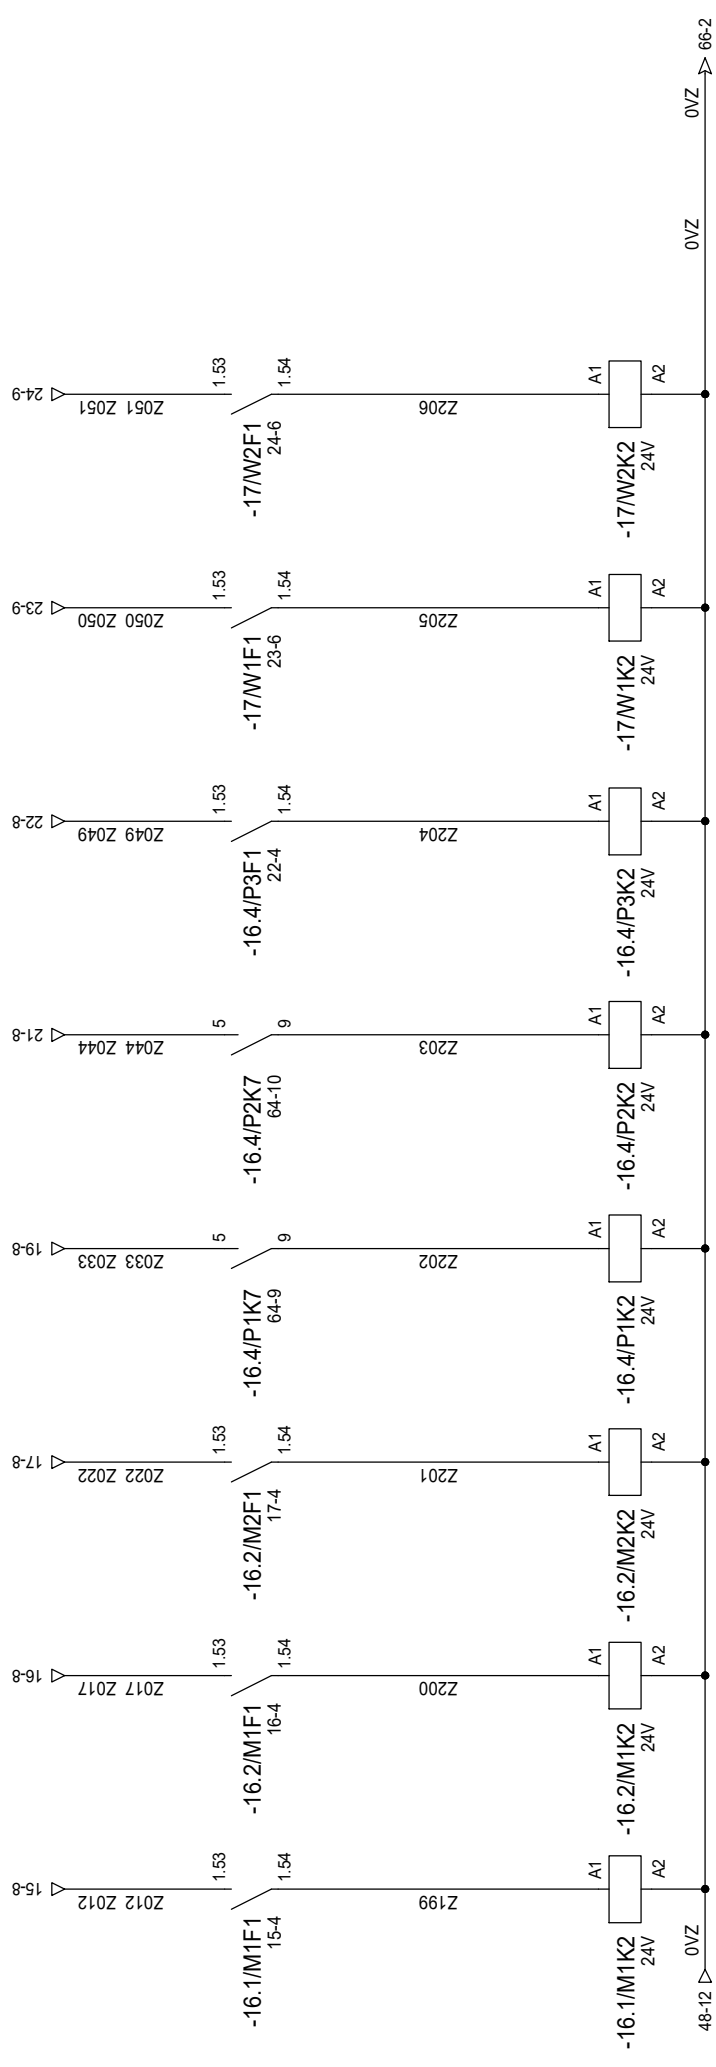 66-2
0VZ
0VZ
24-9
Z051 Z051
1.53
1.54
-17/W2F1
24-6
Z206
A1
A2
-17/W2K2
24V
23-9
Z050 Z050
1.53
1.54
-17/W1F1
23-6
Z205
A1
A2
-17/W1K2
24V
22-8
Z049 Z049
1.53
1.54
-16.4/P3F1
22-4
Z204
A1
A2
-16.4/P3K2
24V
21-8
Z044 Z044
5
9
-16.4/P2K7
64-10
Z203
A1
A2
-16.4/P2K2
24V
19-8
Z033 Z033
5
9
-16.4/P1K7
64-9
Z202
A1
A2
-16.4/P1K2
24V
17-8
Z022 Z022
1.53
1.54
-16.2/M2F1
17-4
Z201
A1
A2
-16.2/M2K2
24V
16-8
Z017 Z017
1.53
1.54
-16.2/M1F1
16-4
Z200
A1
A2
-16.2/M1K2
24V
15-8
Z012 Z012
1.53
1.54
-16.1/M1F1
15-4
Z199
A1
A2
-16.1/M1K2
24V
0VZ
48-12